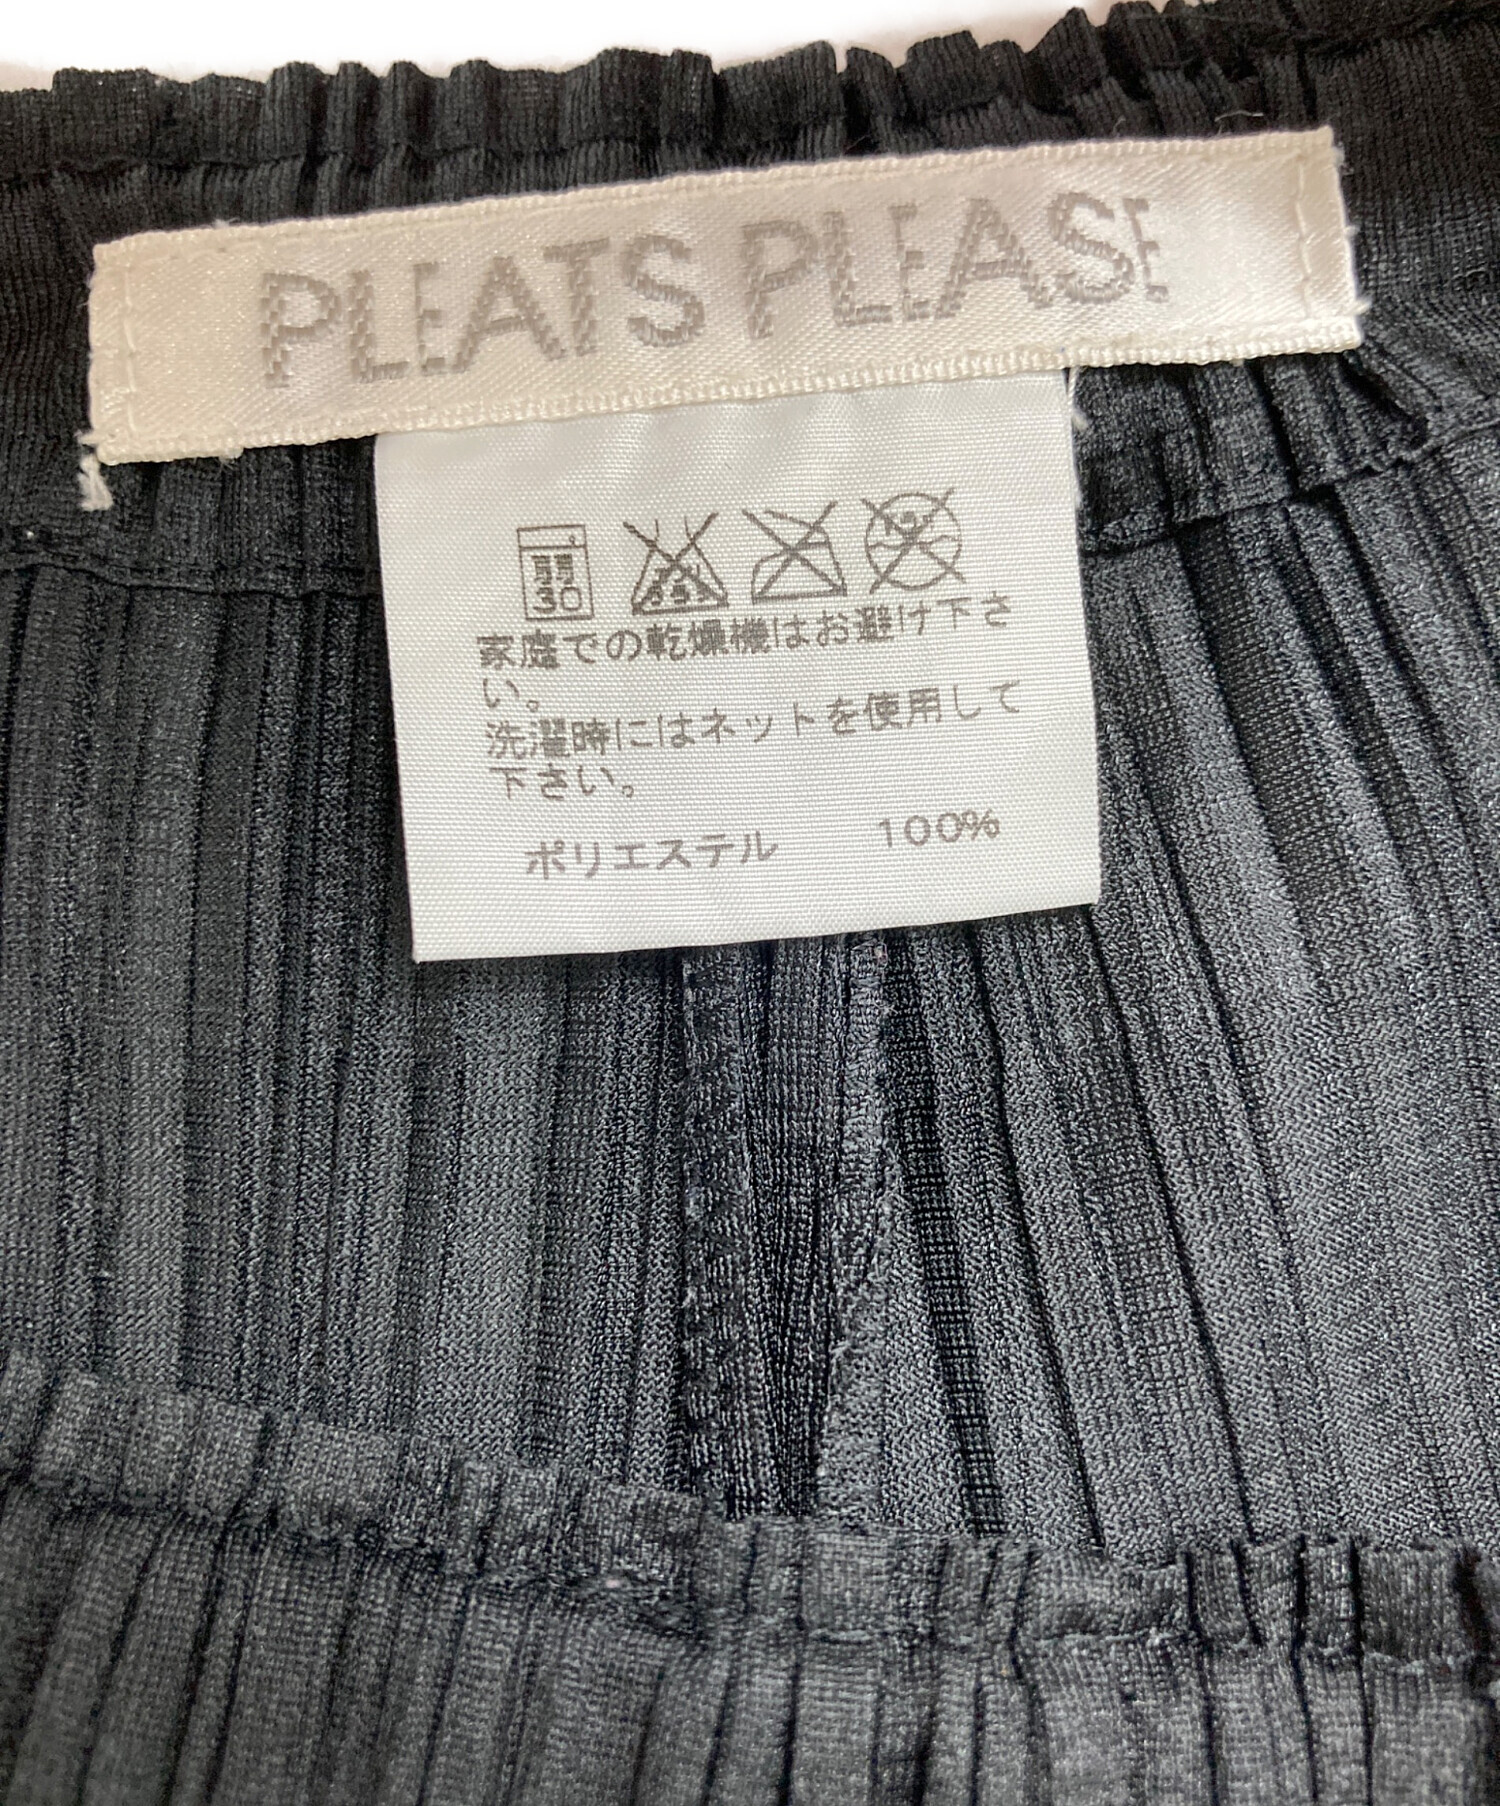 PLEATS PLEASE
30
家庭での乾燥機はお避け下さ
い。
洗濯時にはネットを使用して
下さい。
ポリエステル 100%